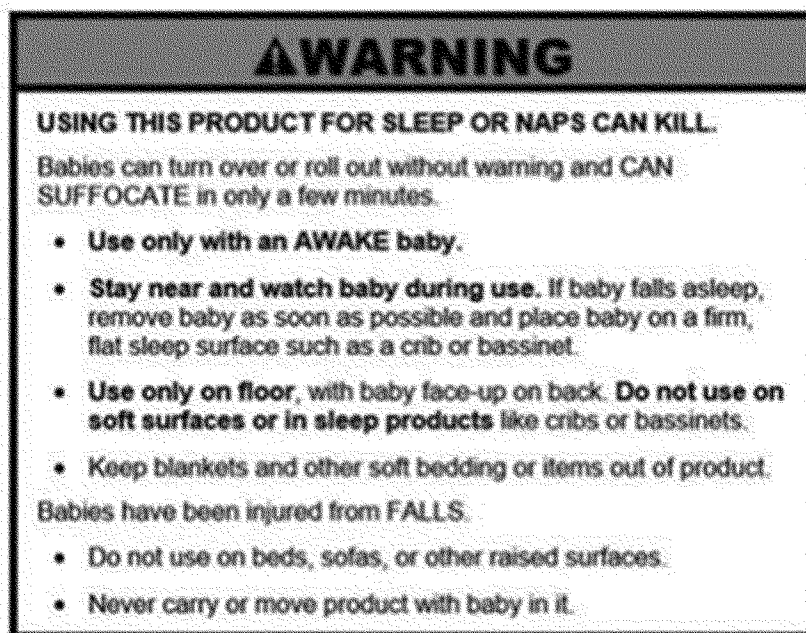 ⚠WARNING
USING THIS PRODUCT FOR SLEEP OR NAPS CAN KILL.
Babies can turn over or roll out without warning and CAN
SUFFOCATE in only a few minutes.
• Use only with an AWAKE baby.
• Stay near and watch baby during use. If baby falls asleep,
remove baby as soon as possible and place baby on a firm,
flat sleep surface such as a crib or bassinet.
• Use only on floor, with baby face-up on back. Do not use on
soft surfaces or in sleep products like cribs or bassinets.
• Keep blankets and other soft bedding or items out of product.
Babies have been injured from FALLS.
• Do not use on beds, sofas, or other raised surfaces.
• Never carry or move product with baby in it.